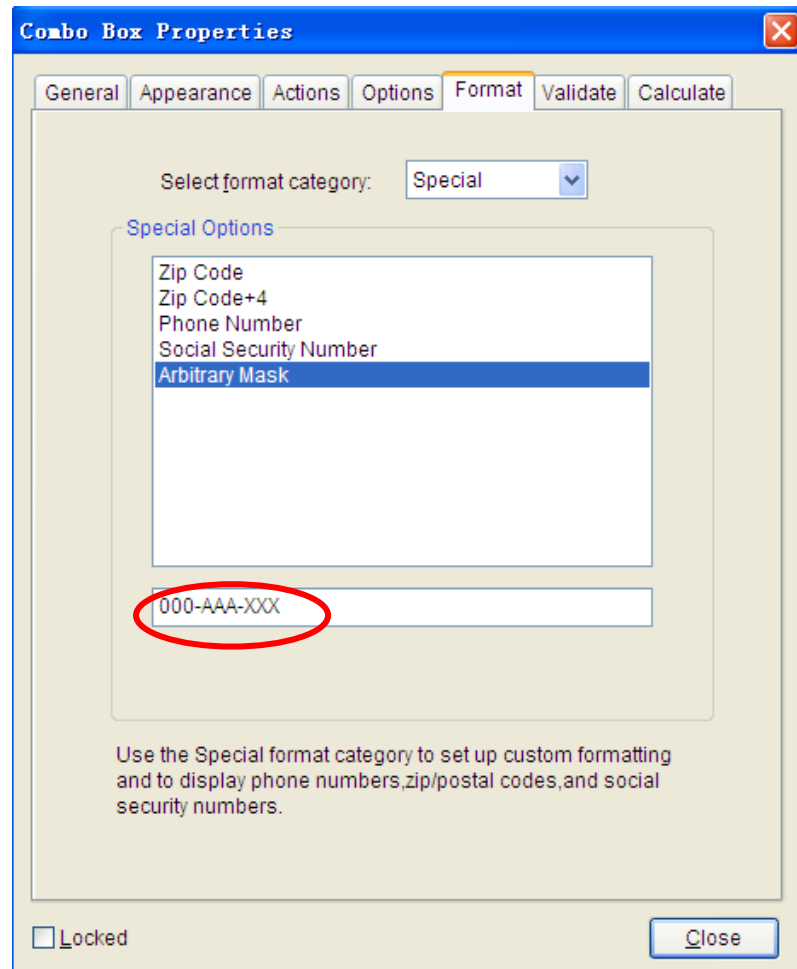 Combo Box Properties
General Appearance Actions Options Format Validate Calculate
Select format category: Special
Special Options
Zip Code
Zip Code+4
Phone Number
Social Security Number
Arbitrary Mask
000-AAA-XXX
Use the Special format category to set up custom formatting
and to display phone numbers,zip/postal codes,and social
security numbers.
Locked Close